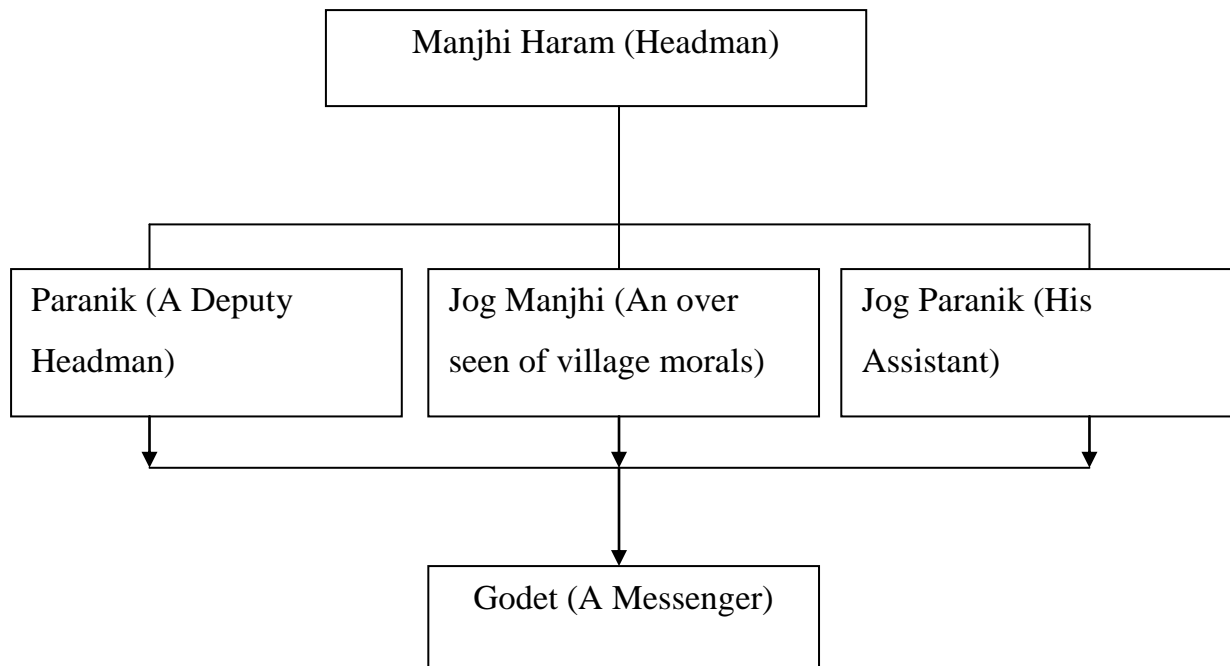 Manjhi Haram (Headman)
Paranik (A Deputy
Headman)
Jog Manjhi (An over
seen of village morals)
Jog Paranik (His
Assistant)
Godet (A Messenger)